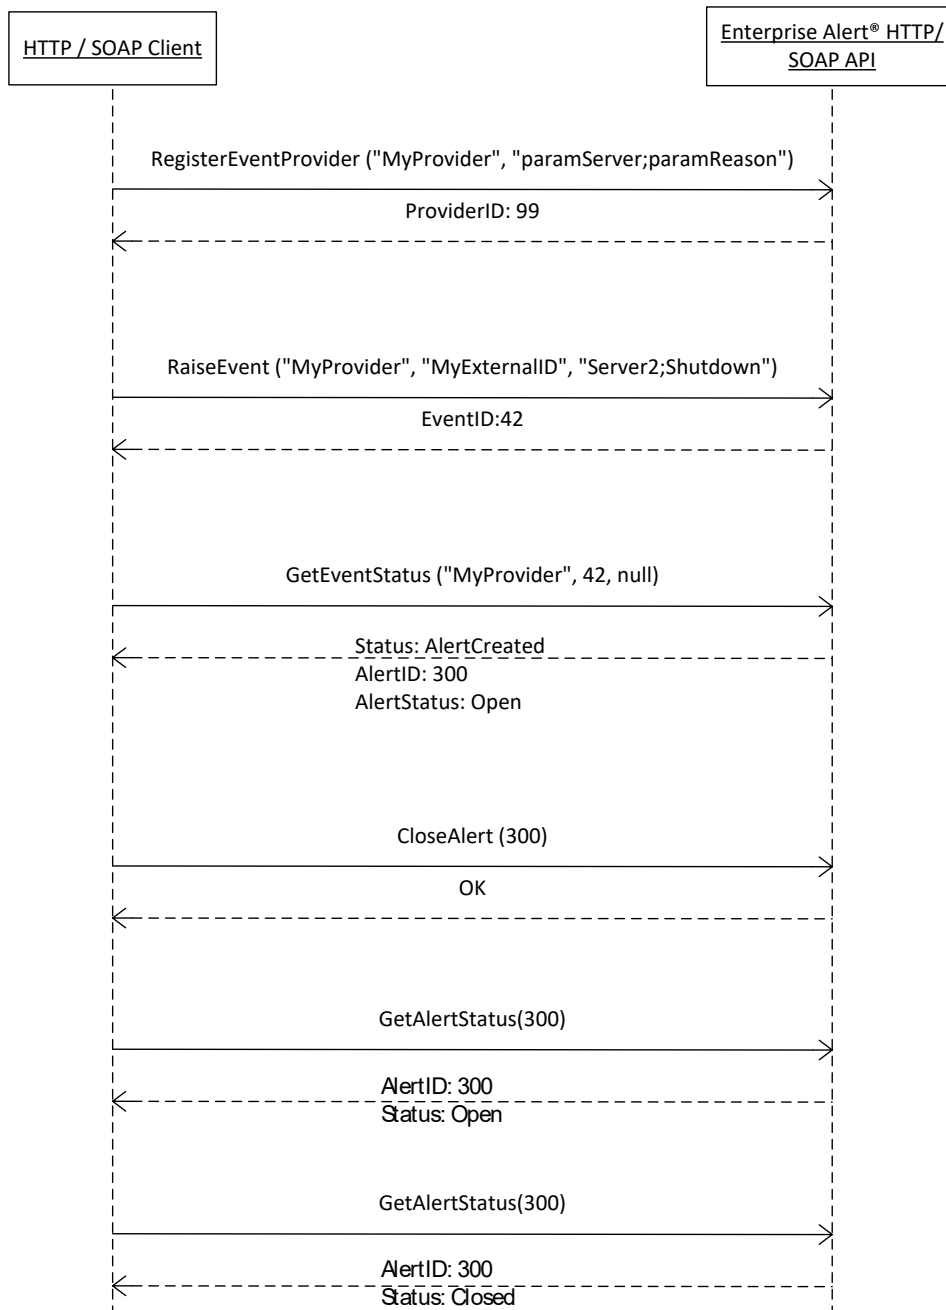 HTTP / SOAP Client
Enterprise Alert® HTTP/
SOAP API
RegisterEventProvider ("MyProvider", "paramServer;paramReason")
ProviderID: 99
RaiseEvent ("MyProvider", "MyExternalID", "Server2;Shutdown")
EventID:42
GetEventStatus ("MyProvider", 42, null)
Status: AlertCreated
AlertID: 300
AlertStatus: Open
CloseAlert (300)
OK
GetAlertStatus(300)
AlertID: 300
Status: Open
GetAlertStatus(300)
AlertID: 300
Status: Closed